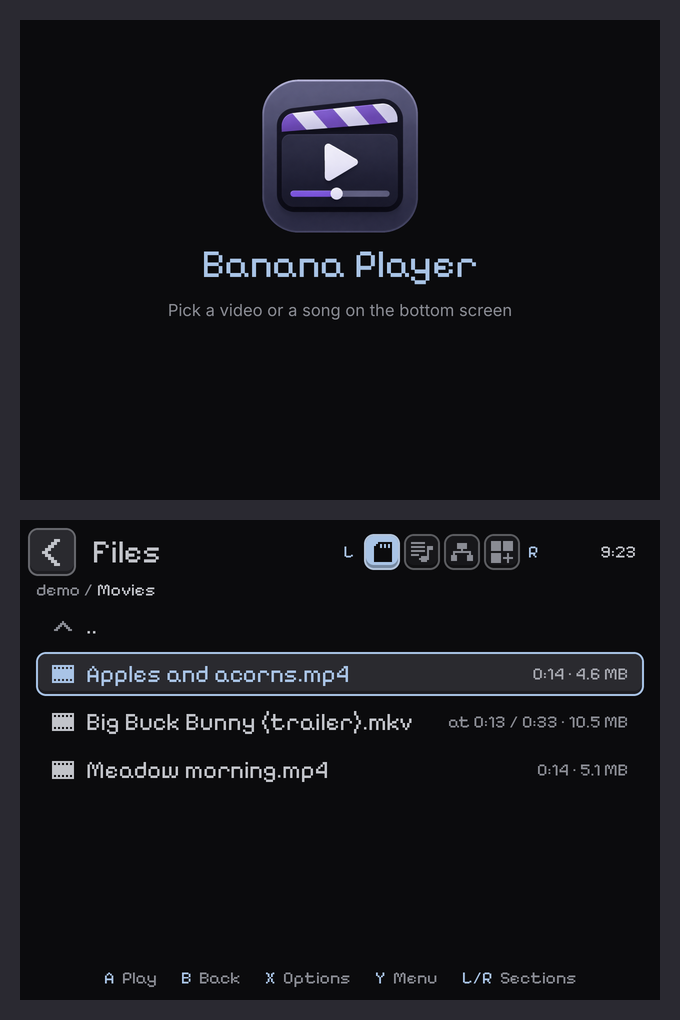 Banana Player
Pick a video or a song on the bottom screen
Files L R 9:23
demo / Movies
..
Apples and acorns.mp4 0:14 · 4.6 MB
Big Buck Bunny (trailer).mkv at 0:13 / 0:33 · 10.5 MB
Meadow morning.mp4 0:14 · 5.1 MB
A Play B Back X Options Y Menu L/R Sections